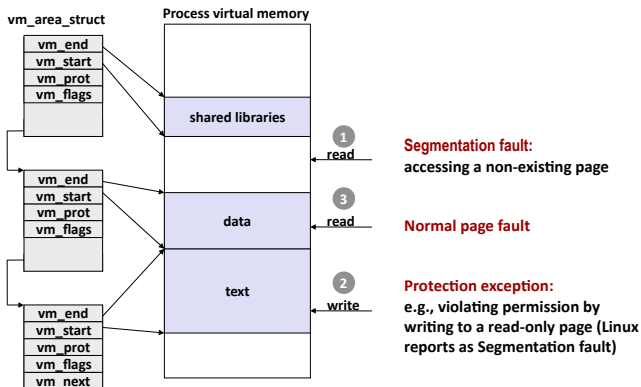 vm_area_struct
Process virtual memory
vm_end
vm_start
vm_prot
vm_flags
shared libraries
1
read
Segmentation fault:
accessing a non-existing page
vm_end
vm_start
vm_prot
vm_flags
data
3
read
Normal page fault
text
2
write
Protection exception:
e.g., violating permission by
writing to a read-only page (Linux
reports as Segmentation fault)
vm_end
vm_start
vm_prot
vm_flags
vm_next